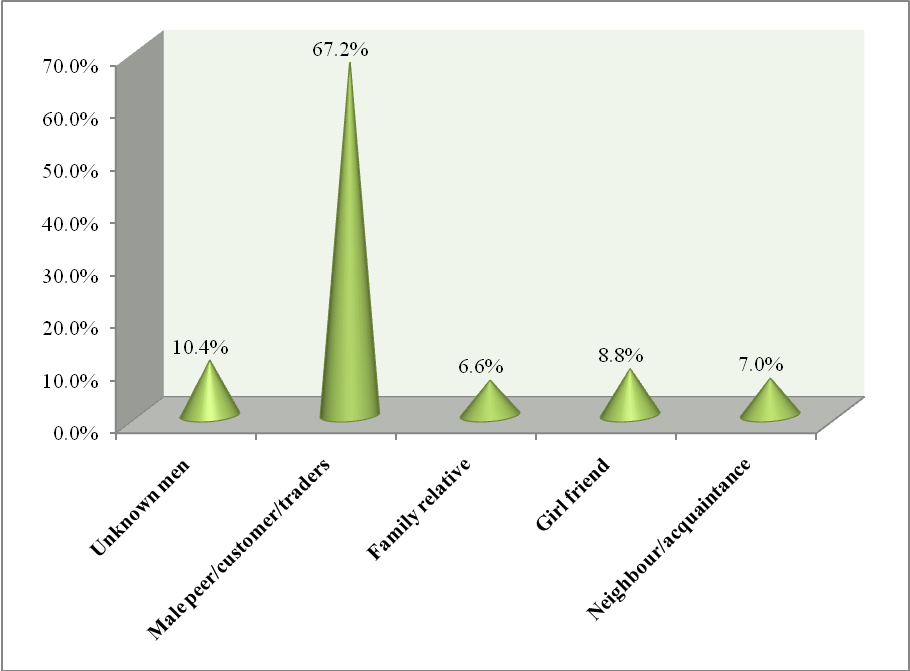 70.0%
60.0%
50.0%
40.0%
30.0%
20.0%
10.0%
0.0%
10.4%
67.2%
6.6%
8.8%
7.0%
Unknown men
Male peer/customer/traders
Family relative
Girl friend
Neighbour/acquaintance